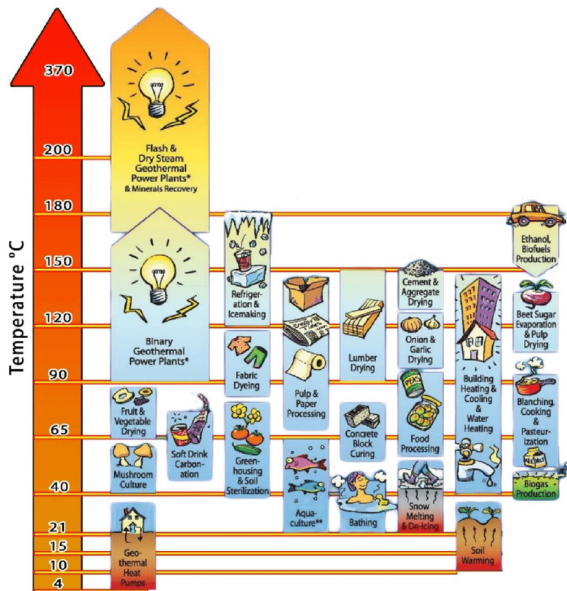 Temperature °C
370
200
180
150
120
90
65
40
21
15
10
4
Flash &
Dry Steam
Geothermal
Power Plants*
& Minerals Recovery
Binary
Geothermal
Power Plants*
Refriger-
ation &
Icemaking
Ethanol,
Biofuels
Production
Cement &
Aggregate
Drying
Lumber
Drying
Onion &
Garlic
Drying
Beet Sugar
Evaporation
& Pulp
Drying
Fabric
Dyeing
Pulp &
Paper
Processing
Building
Heating &
Cooling
& Water
Heating
PEAS
Blanching,
Cooking &
Pasteur-
ization
Fruit &
Vegetable
Drying
Soft Drink
Carbon-
ation
Concrete
Block
Curing
Food
Processing
Mushroom
Culture
Green-
housing
& Soil
Sterilization
Aqua-
culture**
Bathing
Snow
Melting
& De-icing
Biogas
Production
Geo-
thermal
Heat
Pumps
Soil
Warming